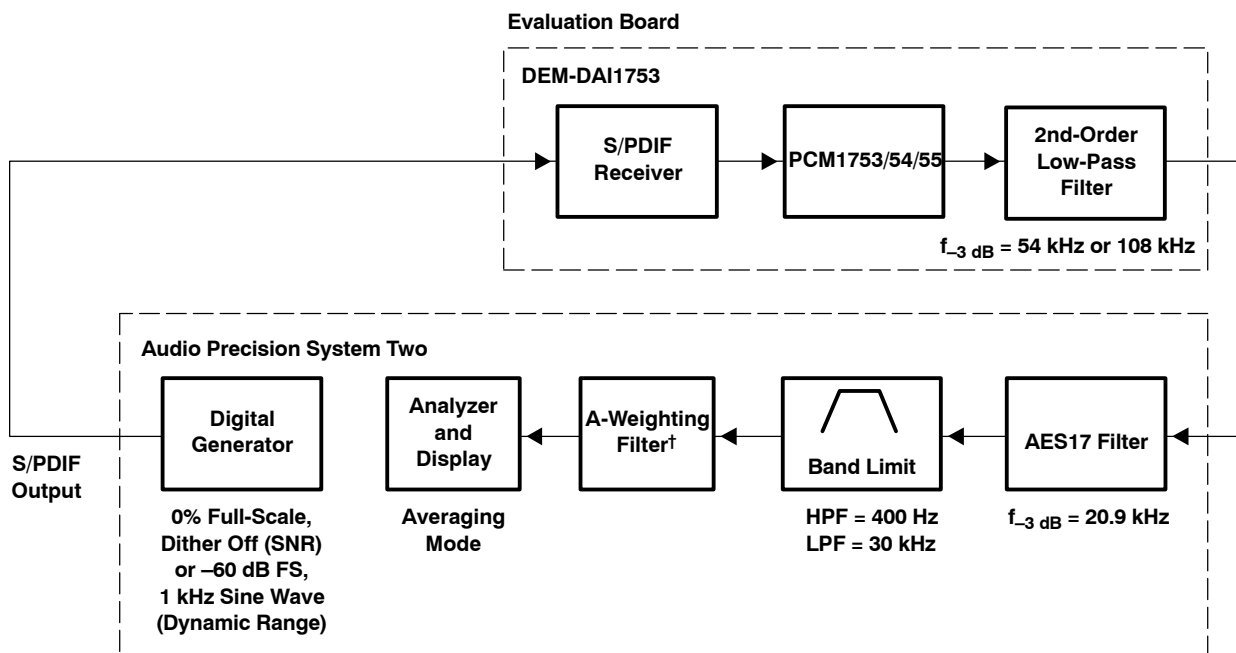 Evaluation Board
DEM-DAI1753
S/PDIF
Receiver
PCM1753/54/55
2nd-Order
Low-Pass
Filter
f–3 dB = 54 kHz or 108 kHz
Audio Precision System Two
Digital
Generator
Analyzer
and
Display
A-Weighting
Filter†
Band Limit
AES17 Filter
S/PDIF
Output
0% Full-Scale,
Dither Off (SNR)
or –60 dB FS,
1 kHz Sine Wave
(Dynamic Range)
Averaging
Mode
HPF = 400 Hz
LPF = 30 kHz
f–3 dB = 20.9 kHz